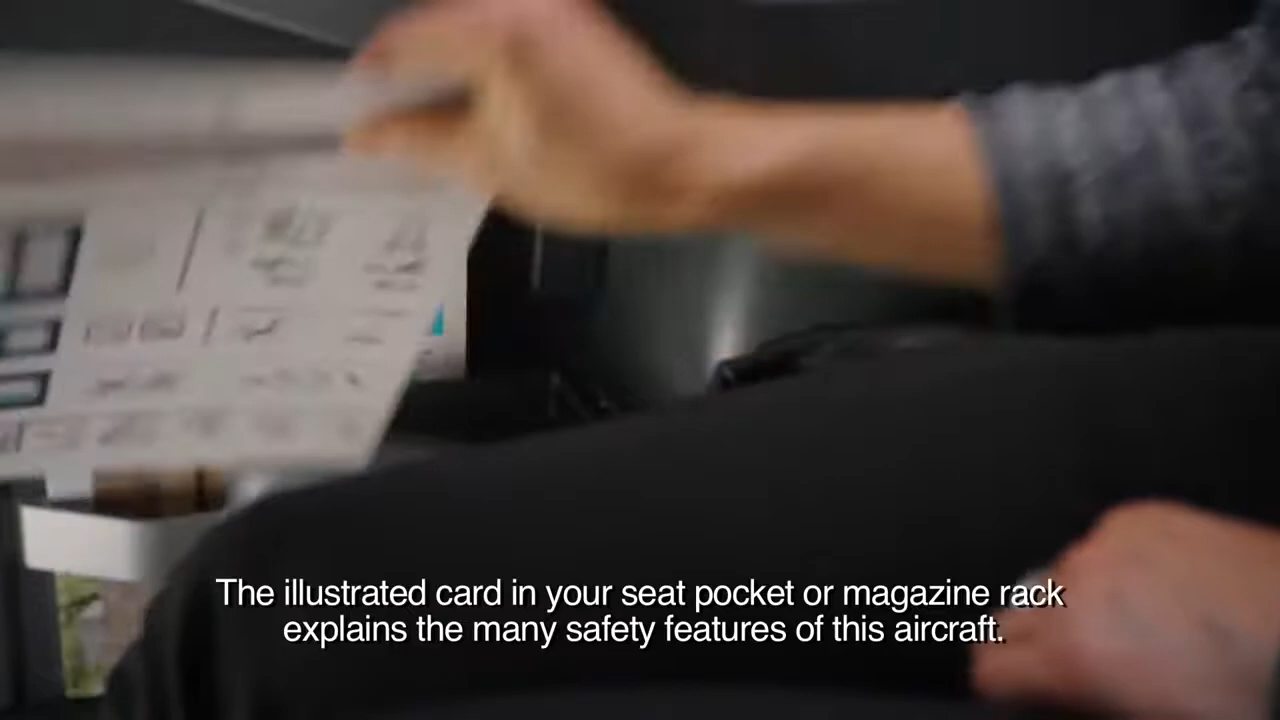 The illustrated card in your seat pocket or magazine rack
explains the many safety features of this aircraft.